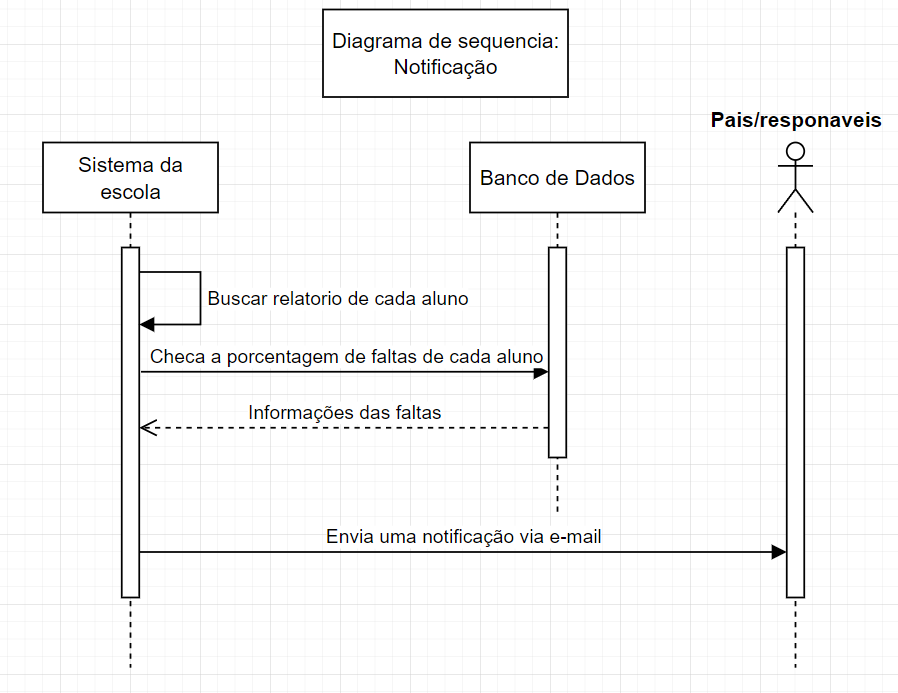 Diagrama de sequencia:
Notificação
Pais/responaveis
Sistema da
escola
Banco de Dados
Buscar relatorio de cada aluno
Checa a porcentagem de faltas de cada aluno
Informações das faltas
Envia uma notificação via e-mail